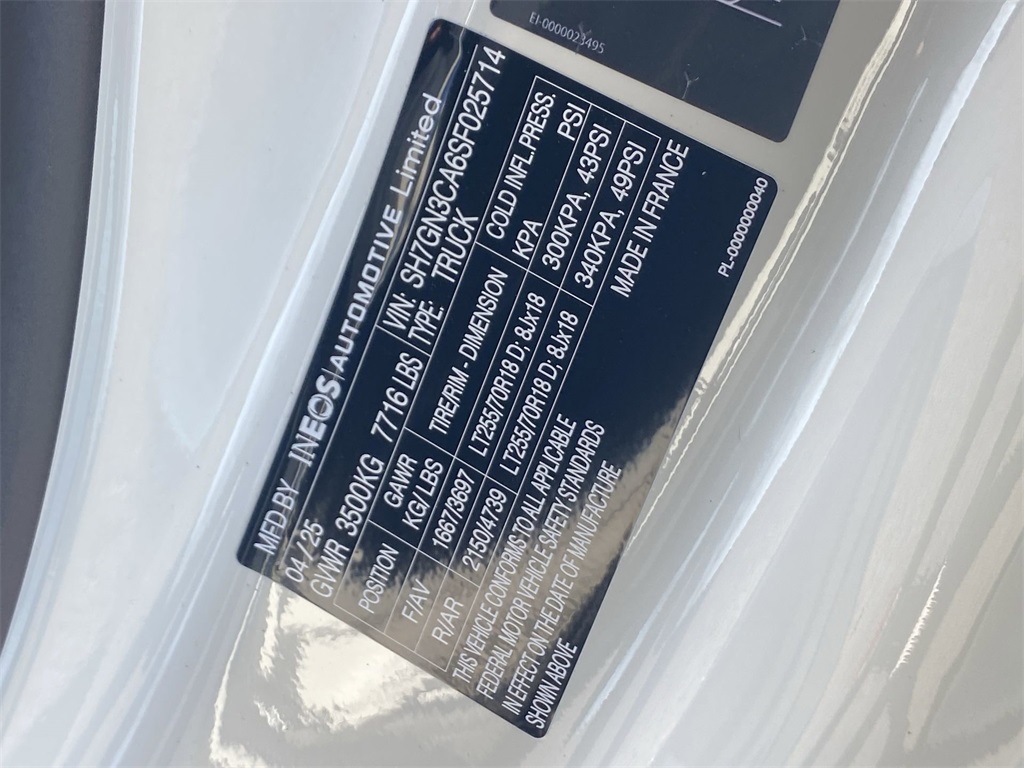 EI-0000023495
MFD BY INEOS AUTOMOTIVE Limited
04 / 25 VIN: SH7GN3CA6SF025714
GVWR 3500KG 7716 LBS TYPE: TRUCK
POSITION GAWR KG/LBS TIRE/RIM - DIMENSION COLD INFL.PRESS. KPA PSI
F/AV 1667/3697 LT255/70R18 D; 8Jx18 300KPA, 43PSI
R/AR 2150/4739 LT255/70R18 D; 8Jx18 340KPA, 49PSI
THIS VEHICLE CONFORMS TO ALL APPLICABLE
FEDERAL MOTOR VEHICLE SAFETY STANDARDS
IN EFFECT ON THE DATE OF MANUFACTURE
SHOWN ABOVE
MADE IN FRANCE
PL-0000000040